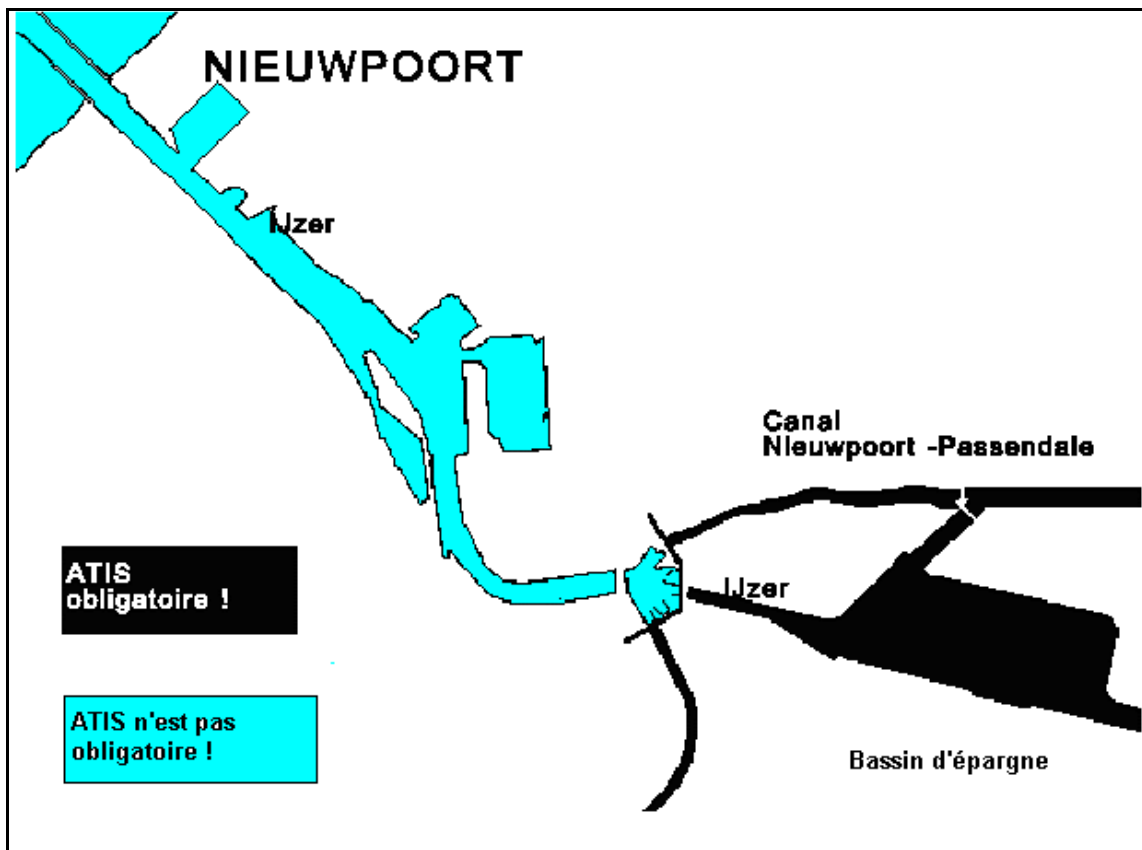 NIEUWPOORT
IJzer
Canal
Nieuwpoort -Passendale
ATIS
obligatoire !
IJzer
ATIS n'est pas
obligatoire !
Bassin d'épargne